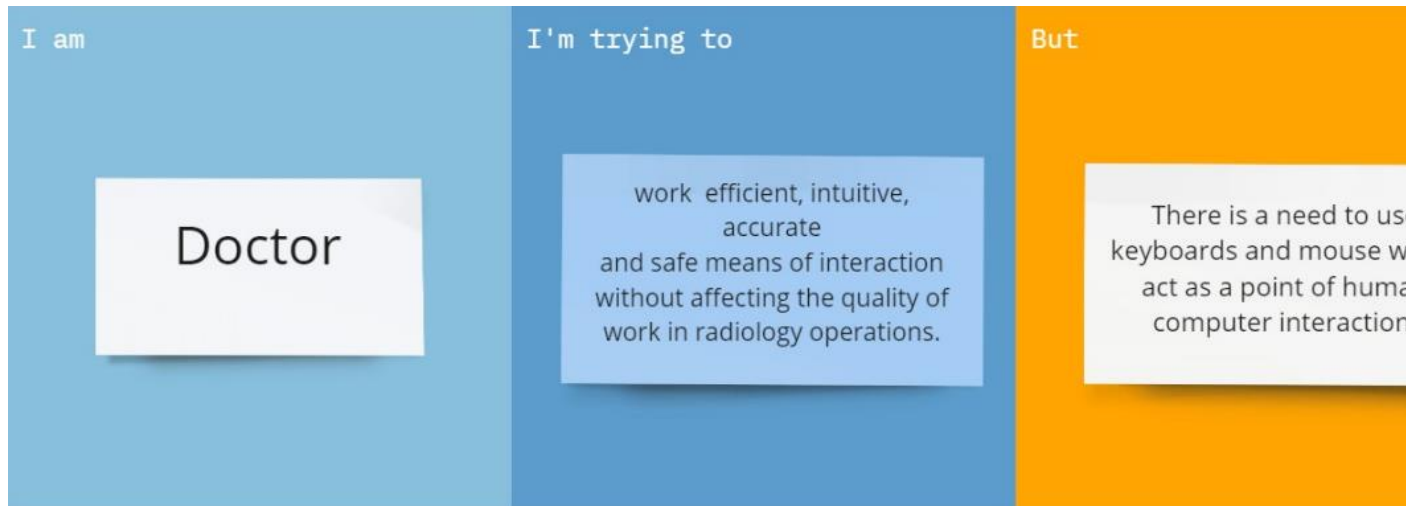 I am
Doctor
I'm trying to
work efficient, intuitive,
accurate
and safe means of interaction
without affecting the quality of
work in radiology operations.
But
There is a need to
keyboards and mouse
act as a point of
computer